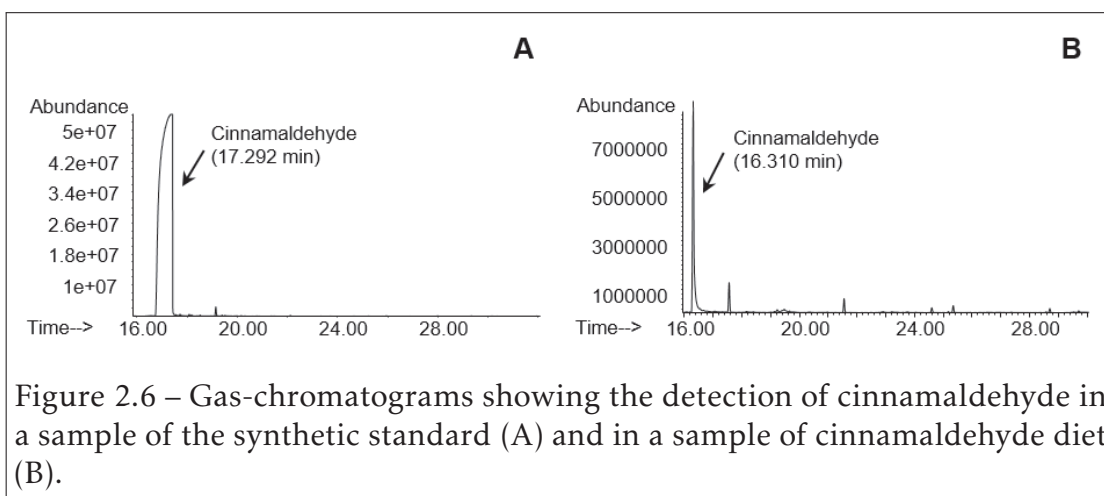 A
Abundance
5e+07
4.2e+07
3.4e+07
2.6e+07
1.8e+07
1e+07
Cinnamaldehyde
(17.292 min)
Time-->
16.00 20.00 24.00 28.00
B
Abundance
7000000
5000000
3000000
1000000
Cinnamaldehyde
(16.310 min)
Time-->
16.00 20.00 24.00 28.00
Figure 2.6 – Gas-chromatograms showing the detection of cinnamaldehyde in
a sample of the synthetic standard (A) and in a sample of cinnamaldehyde diet
(B).